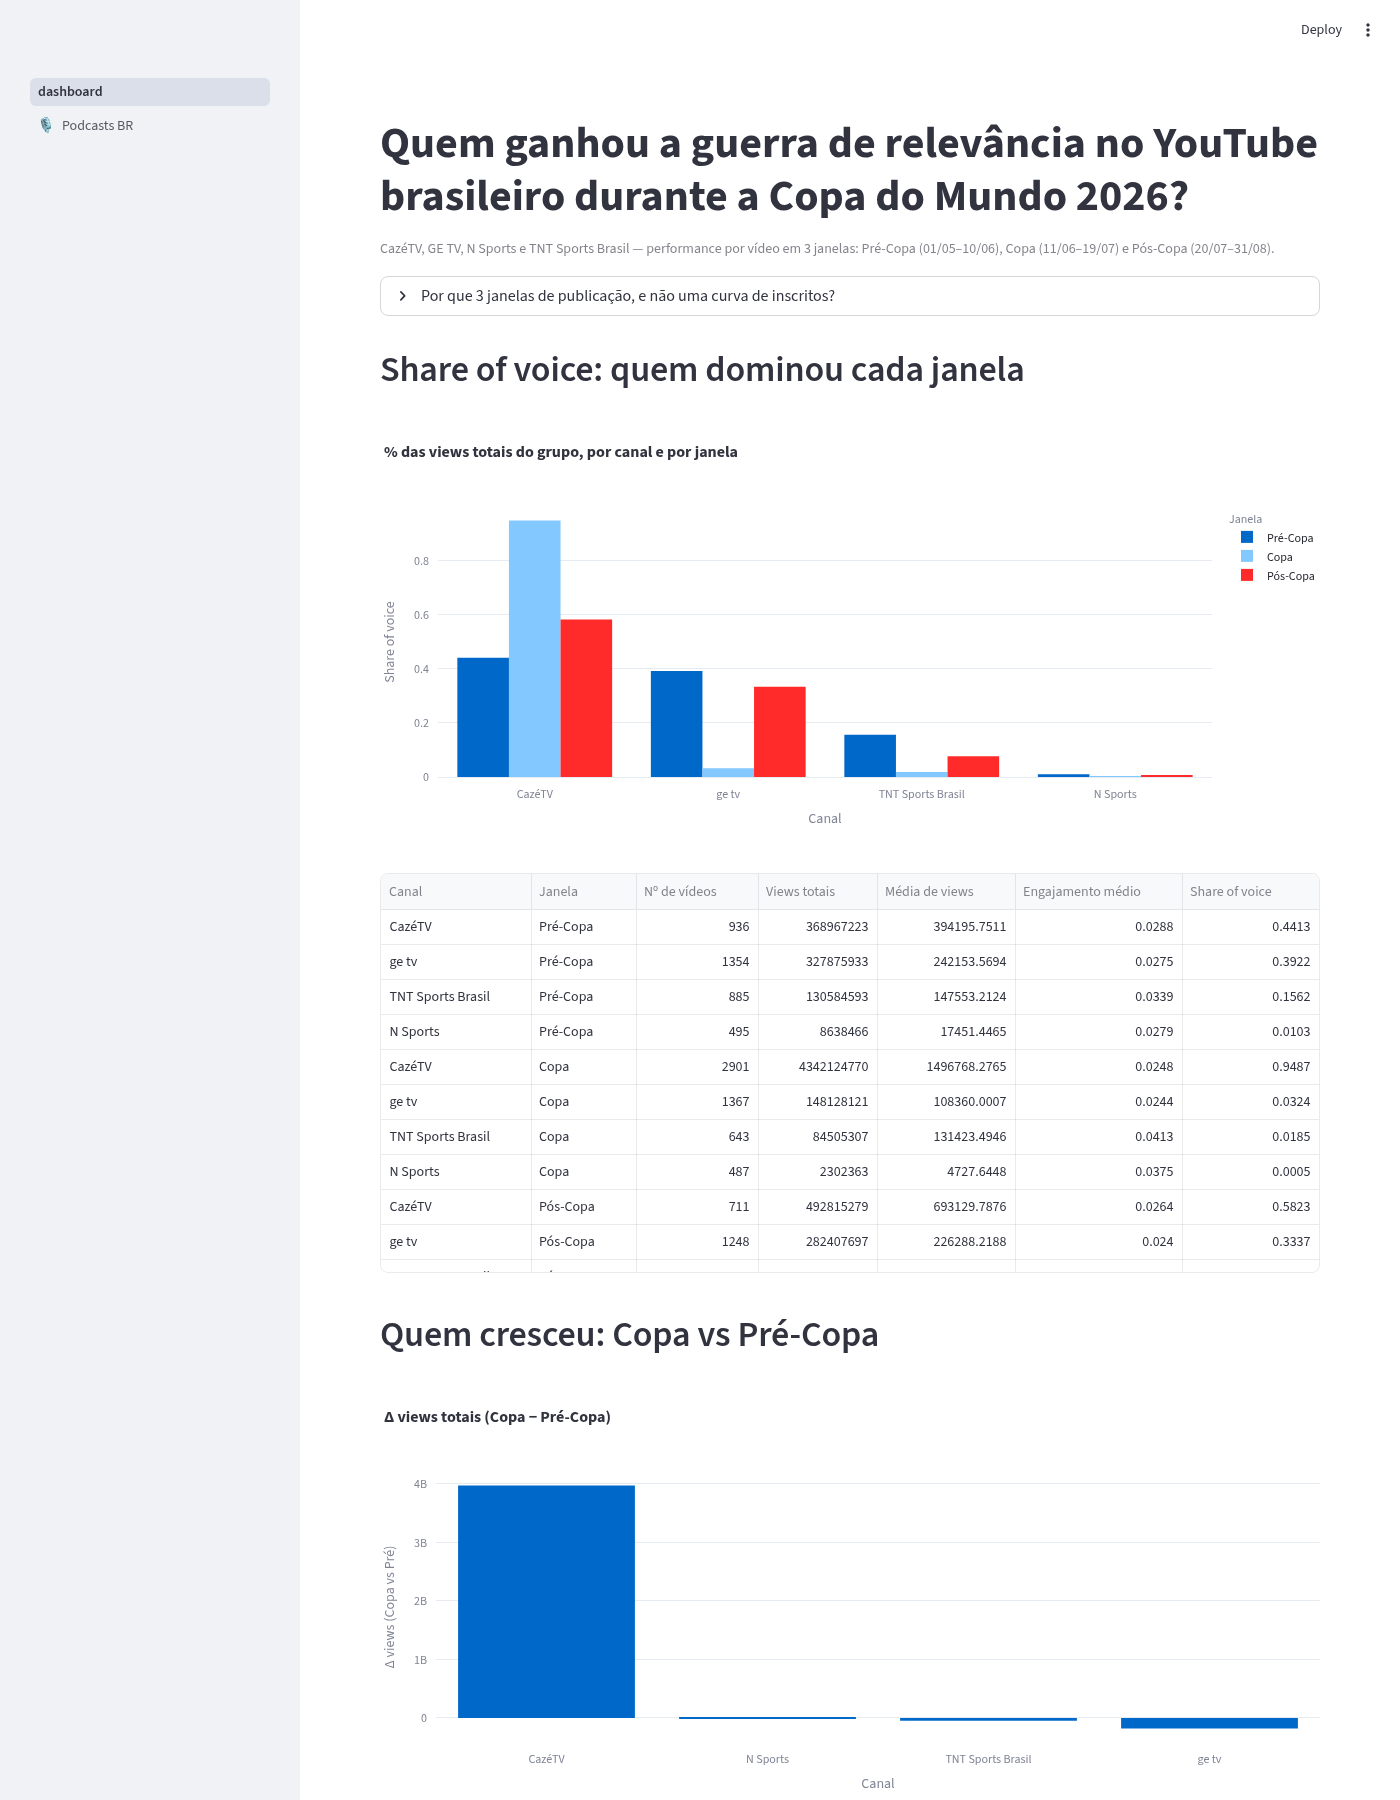 Deploy
dashboard
Podcasts BR
Quem ganhou a guerra de relevância no YouTube
brasileiro durante a Copa do Mundo 2026?
CazéTV, GE TV, N Sports e TNT Sports Brasil — performance por vídeo em 3 janelas: Pré-Copa (01/05–10/06), Copa (11/06–19/07) e Pós-Copa (20/07–31/08).
Por que 3 janelas de publicação, e não uma curva de inscritos?
Share of voice: quem dominou cada janela
% das views totais do grupo, por canal e por janela
Janela
Pré-Copa
Copa
Pós-Copa
Share of voice
0.8
0.6
0.4
0.2
0
CazéTV ge tv TNT Sports Brasil N Sports
Canal
Canal Janela Nº de vídeos Views totais Média de views Engajamento médio Share of voice
CazéTV Pré-Copa 936 368967223 394195.7511 0.0288 0.4413
ge tv Pré-Copa 1354 327875933 242153.5694 0.0275 0.3922
TNT Sports Brasil Pré-Copa 885 130584593 147553.2124 0.0339 0.1562
N Sports Pré-Copa 495 8638466 17451.4465 0.0279 0.0103
CazéTV Copa 2901 4342124770 1496768.2765 0.0248 0.9487
ge tv Copa 1367 148128121 108360.0007 0.0244 0.0324
TNT Sports Brasil Copa 643 84505307 131423.4946 0.0413 0.0185
N Sports Copa 487 2302363 4727.6448 0.0375 0.0005
CazéTV Pós-Copa 711 492815279 693129.7876 0.0264 0.5823
ge tv Pós-Copa 1248 282407697 226288.2188 0.024 0.3337
Quem cresceu: Copa vs Pré-Copa
Δ views totais (Copa − Pré-Copa)
Δ views (Copa vs Pré)
4B
3B
2B
1B
0
CazéTV N Sports TNT Sports Brasil ge tv
Canal